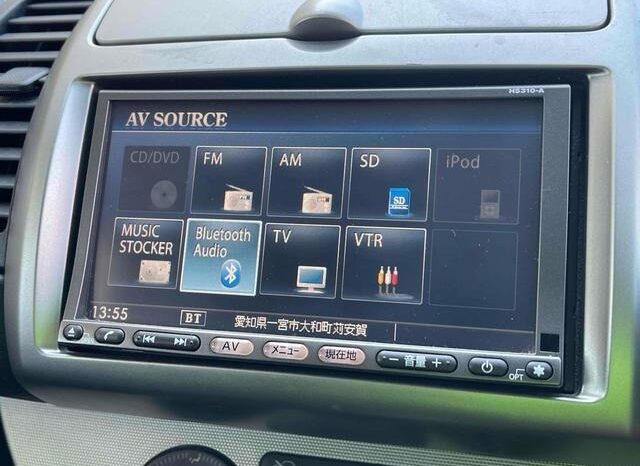 HS310-A
AV SOURCE
CD/DVD
FM
AM
SD
iPod
SD
MUSIC STOCKER
Bluetooth Audio
TV
VTR
13:55
BT
愛知県一宮市大和町苅安賀
AV
メニュー
現在地
− 音量 +
OPT